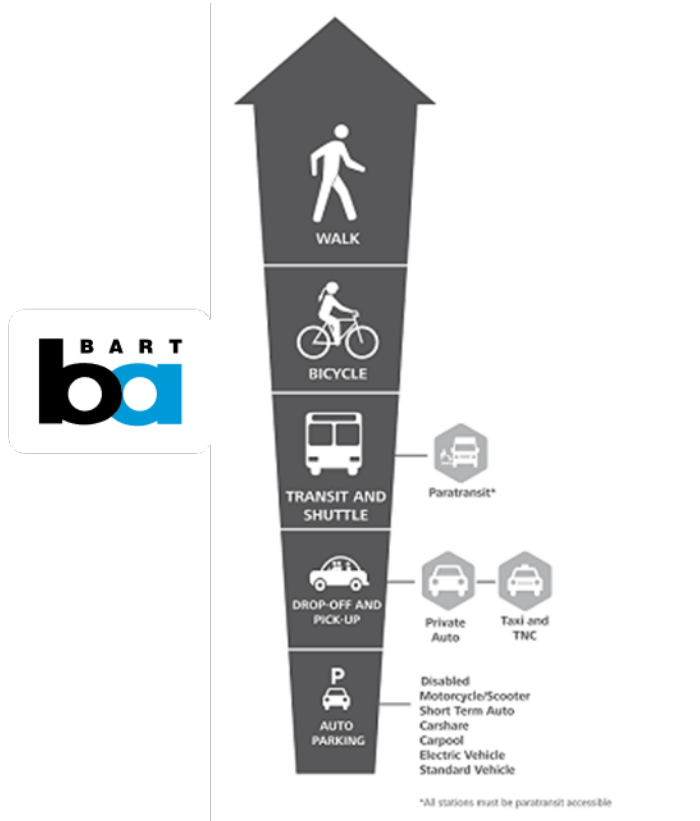 BART
ba
WALK
BICYCLE
TRANSIT AND
SHUTTLE
Paratransit*
DROP-OFF AND
PICK-UP
Private
Auto
Taxi and
TNC
P
AUTO
PARKING
Disabled
Motorcycle/Scooter
Short Term Auto
Carshare
Carpool
Electric Vehicle
Standard Vehicle
*All stations must be paratransit accessible